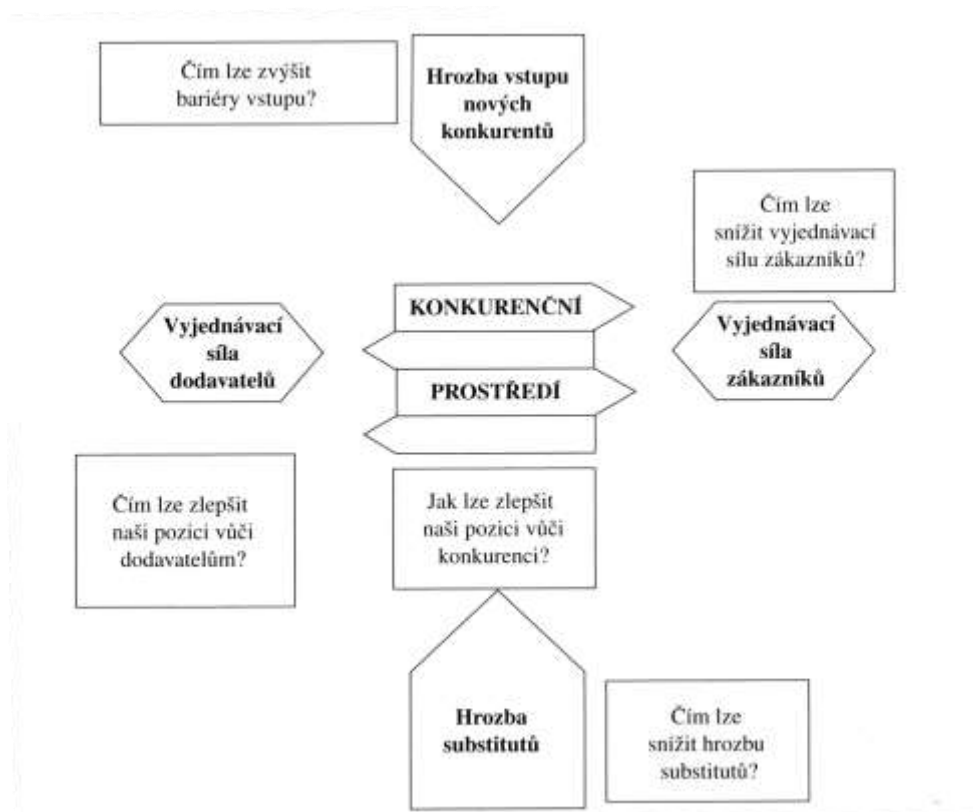 Čím lze zvýšit
bariéry vstupu?
Hrozba vstupu
nových
konkurentů
Čím lze
snížit vyjednávací
sílu zákazníků?
Vyjednávací
síla
dodavatelů
KONKURENČNÍ
PROSTŘEDÍ
Vyjednávací
síla
zákazníků
Čím lze zlepšit
naši pozici vůči
dodavatelům?
Jak lze zlepšit
naši pozici vůči
konkurenci?
Hrozba
substitutů
Čím lze
snížit hrozbu
substitutů?